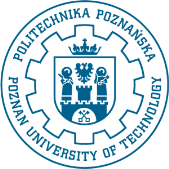 POLITECHNIKA POZNAŃSKA
POZNAN UNIVERSITY OF TECHNOLOGY